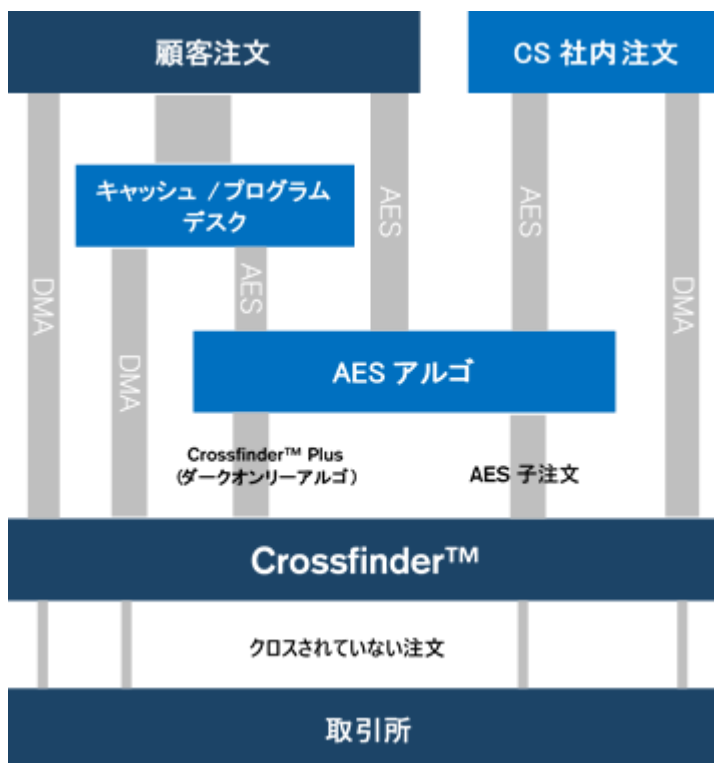 顧客注文
CS 社内注文
キャッシュ /プログラム
デスク
AES
AES
DMA
AES
DMA
DMA
AES アルゴ
Crossfinder™ Plus
(ダークオンリーアルゴ)
AES 子注文
Crossfinder™
クロスされていない注文
取引所